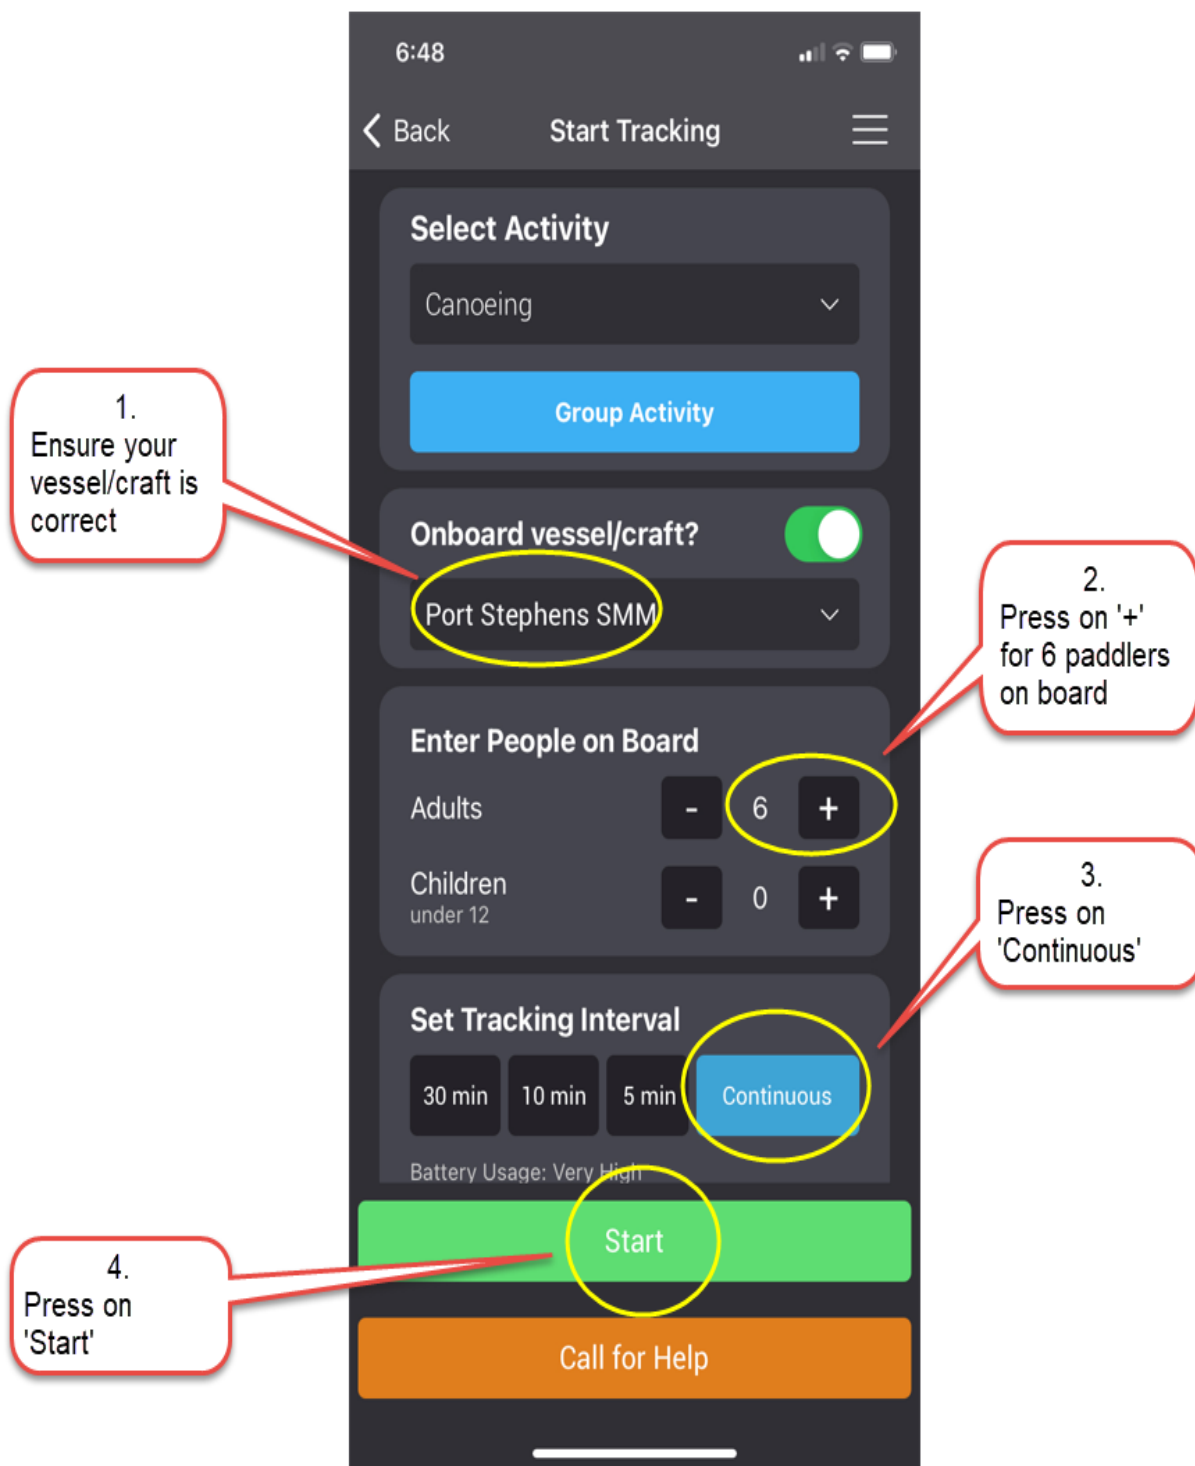 6:48
Back
Start Tracking
Select Activity
Canoeing
Group Activity
1.
Ensure your
vessel/craft is
correct
Onboard vessel/craft?
Port Stephens SMM
2.
Press on '+'
for 6 paddlers
on board
Enter People on Board
Adults
- 6 +
Children
under 12
- 0 +
3.
Press on
'Continuous'
Set Tracking Interval
30 min
10 min
5 min
Continuous
Battery Usage: Very High
Start
4.
Press on
'Start'
Call for Help